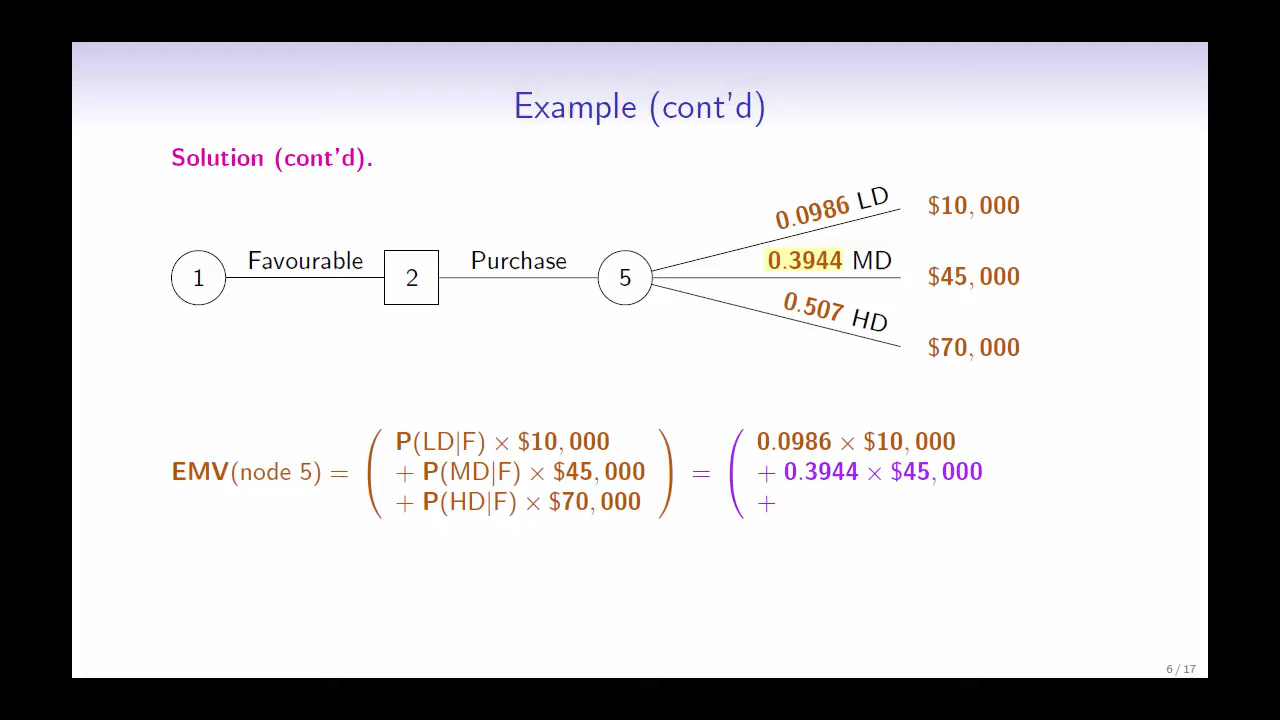 Example (cont'd)
Solution (cont'd).
1 Favourable 2 Purchase 5
0.0986 LD $10,000
0.3944 MD $45,000
0.507 HD $70,000
EMV(node 5) = ( P(LD|F) × $10,000 + P(MD|F) × $45,000 + P(HD|F) × $70,000 ) = ( 0.0986 × $10,000 + 0.3944 × $45,000 +
6 / 17